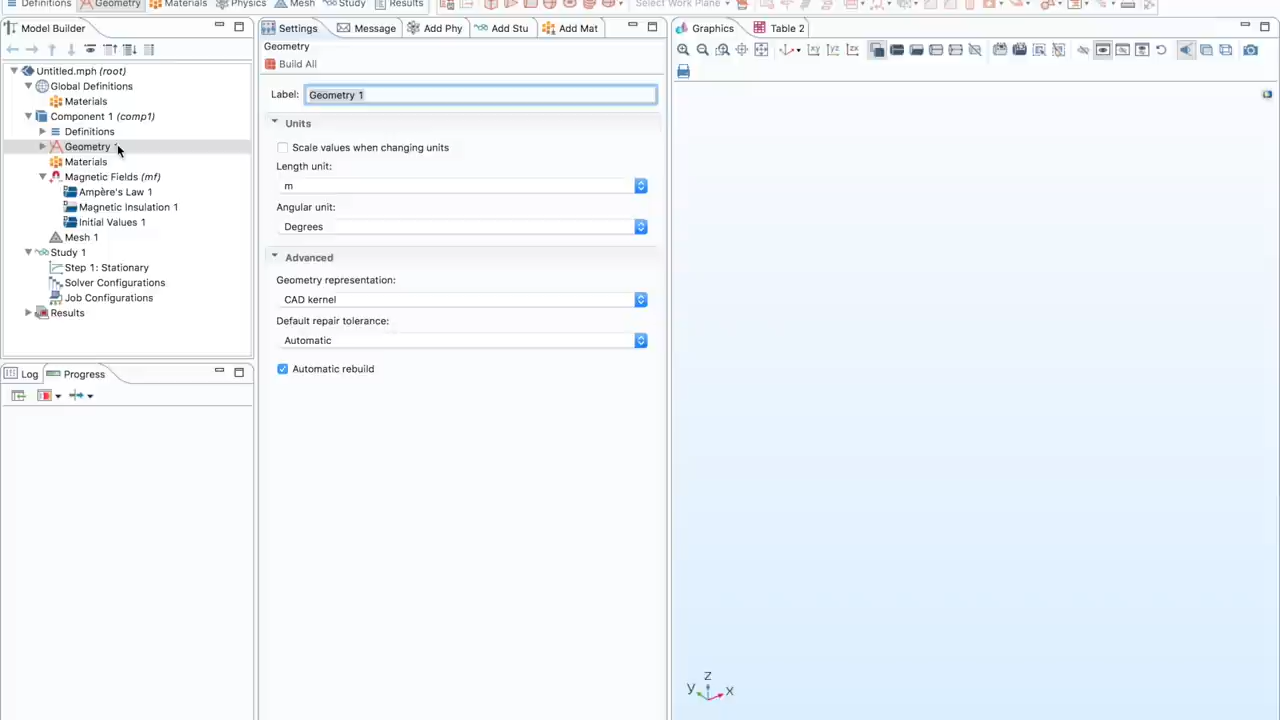 Definitions Geometry Materials Physics Mesh Study Results Select Work Plane
Model Builder
Settings Message Add Phy Add Stu Add Mat
Graphics Table 2
Geometry
Build All
Untitled.mph (root)
Global Definitions
Materials
Component 1 (comp1)
Definitions
Geometry 1
Materials
Magnetic Fields (mf)
Ampère's Law 1
Magnetic Insulation 1
Initial Values 1
Mesh 1
Study 1
Step 1: Stationary
Solver Configurations
Job Configurations
Results
Label: Geometry 1
Units
Scale values when changing units
Length unit:
m
Angular unit:
Degrees
Advanced
Geometry representation:
CAD kernel
Default repair tolerance:
Automatic
Automatic rebuild
Log Progress
xy yz zx
z
y x